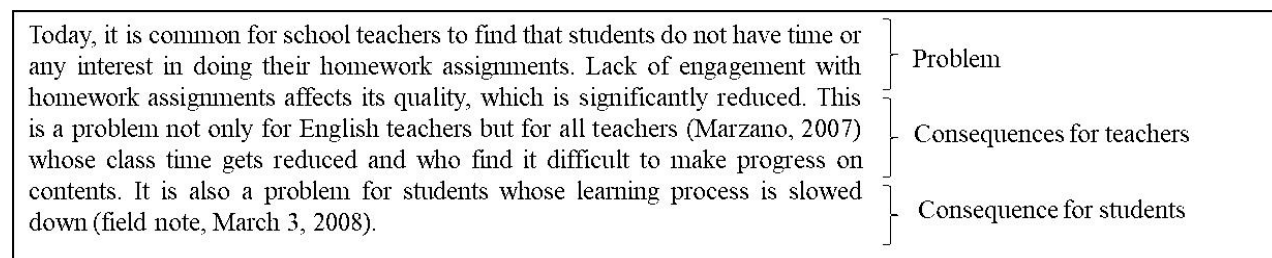 Today, it is common for school teachers to find that students do not have time or
any interest in doing their homework assignments. Lack of engagement with
homework assignments affects its quality, which is significantly reduced. This
is a problem not only for English teachers but for all teachers (Marzano, 2007)
whose class time gets reduced and who find it difficult to make progress on
contents. It is also a problem for students whose learning process is slowed
down (field note, March 3, 2008).
Problem
Consequences for teachers
Consequence for students